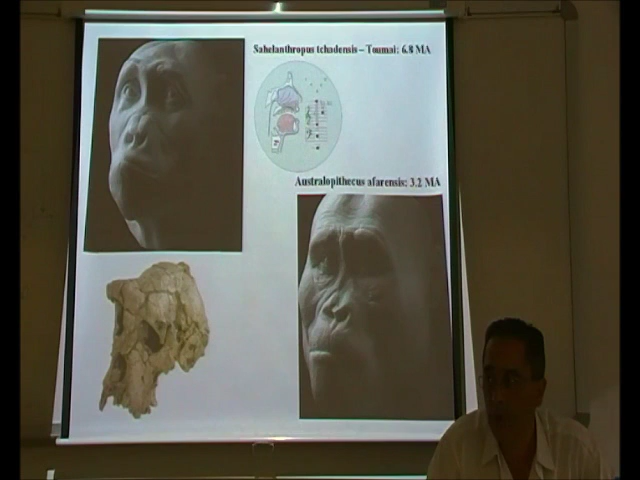 Sahelanthropus tchadensis – Toumai: 6.8 MA
Australopithecus afarensis: 3.2 MA